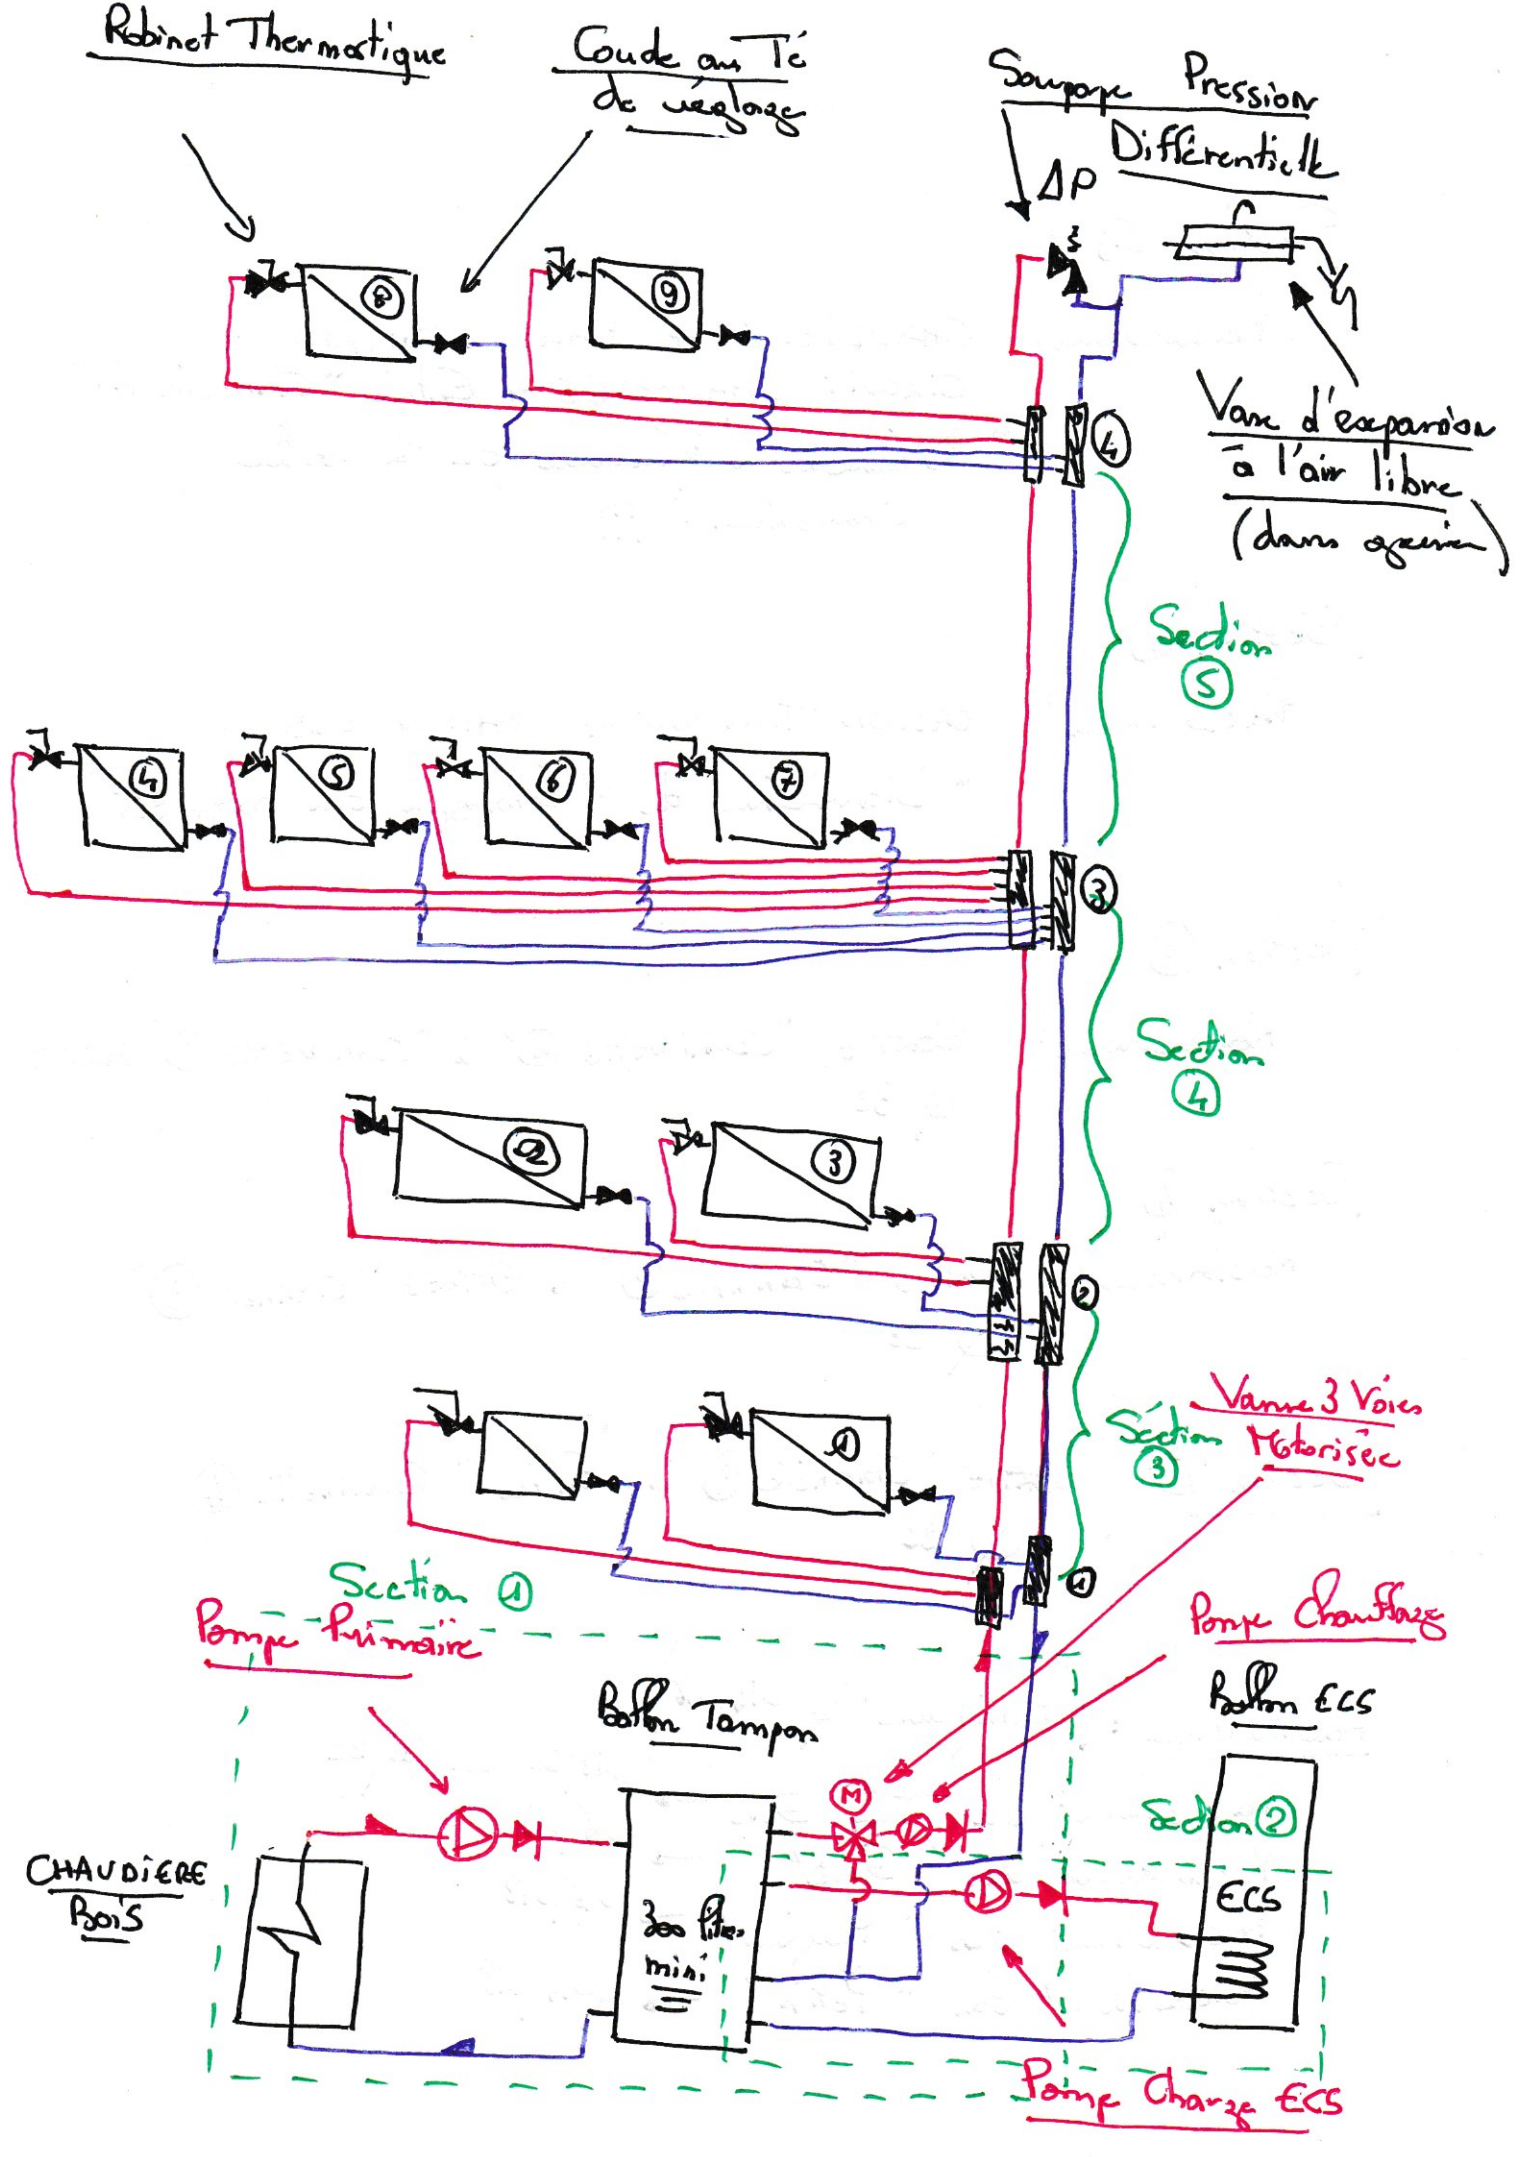 Robinet Thermostique
Coude ou Té
de réglage
Soupape Pression
Différentielle
ΔP
8
9
4
Vase d'expansion
à l'air libre
(dans grenier)
Section
5
4
5
6
7
3
Section
4
2
3
2
Vanne 3 Voies
Motorisée
Section
3
1
1
Section 1
Pompe Primaire
Pompe Chauffage
Ballon Tampon
Ballon ECS
M
Section 2
CHAUDIERE
Bois
300 litres
mini
ECS
Pompe Charge ECS